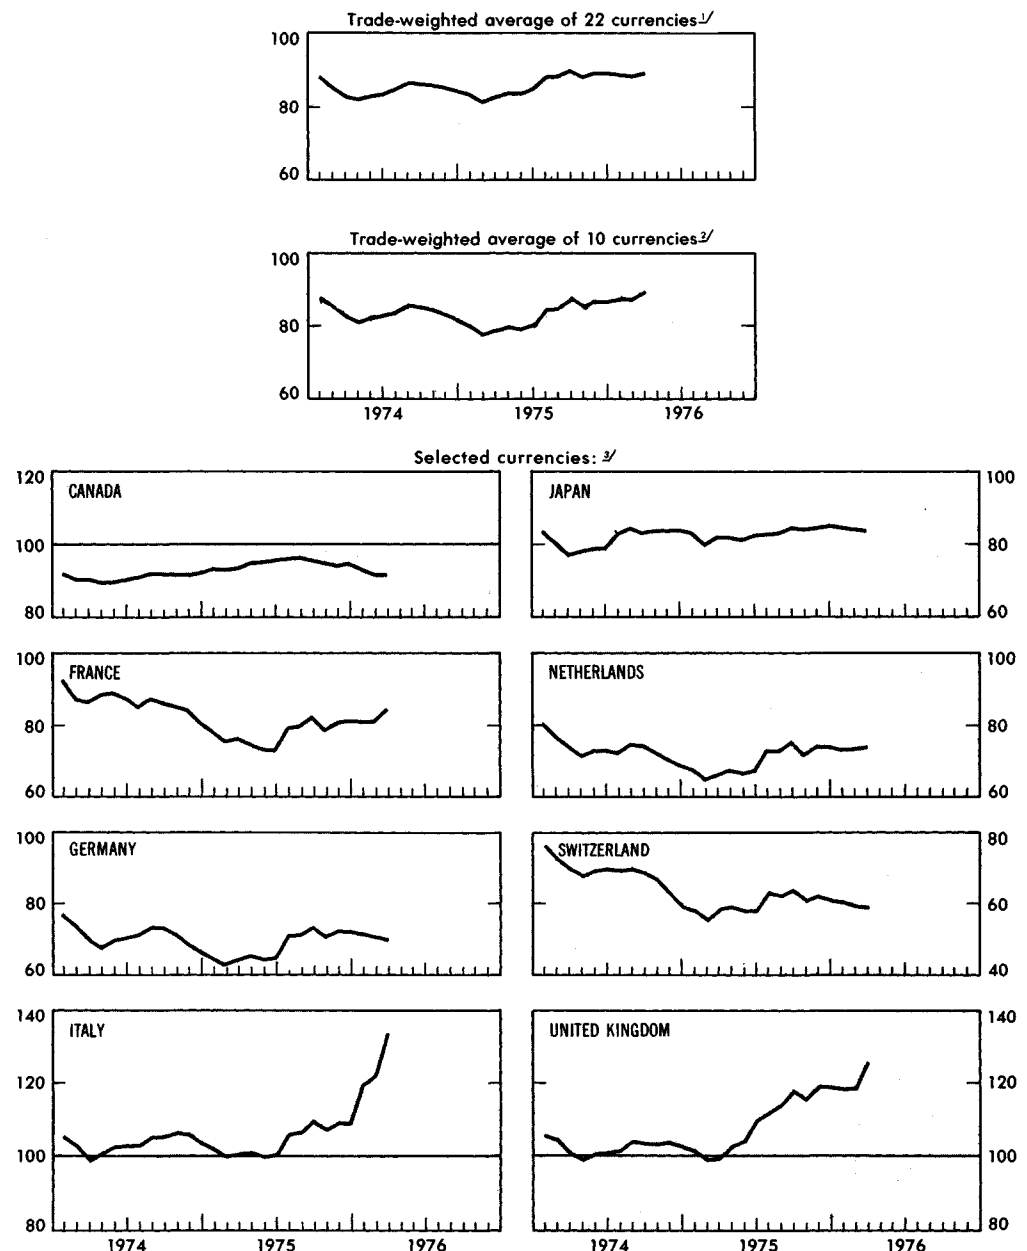 Trade-weighted average of 22 currencies 1/
100
80
60
Trade-weighted average of 10 currencies 2/
100
80
60
1974 1975 1976
Selected currencies: 3/
120
CANADA
100
80
JAPAN
100
80
60
100
FRANCE
80
60
NETHERLANDS
100
80
60
100
GERMANY
80
60
SWITZERLAND
80
60
40
140
ITALY
120
100
80
1974 1975 1976
UNITED KINGDOM
140
120
100
80
1974 1975 1976